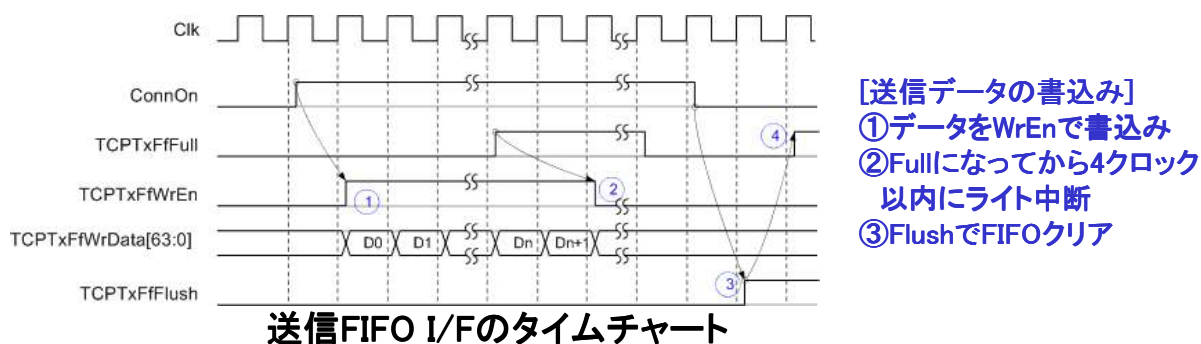 Clk
ConnOn
TCPTxFfFull
TCPTxFfWrEn
TCPTxFfWrData[63:0]
TCPTxFfFlush
④
①
②
D0 D1 Dn Dn+1
③
送信FIFO I/Fのタイムチャート
[送信データの書込み]
①データをWrEnで書込み
②Fullになってから4クロック
以内にライト中断
③FlushでFIFOクリア